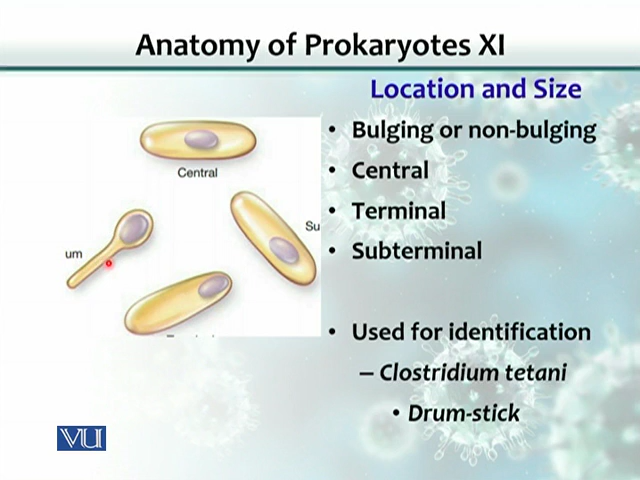 Anatomy of Prokaryotes XI
Location and Size
• Bulging or non-bulging
• Central
• Terminal
• Subterminal
• Used for identification
– Clostridium tetani
• Drum-stick
Central
Su
um
VU